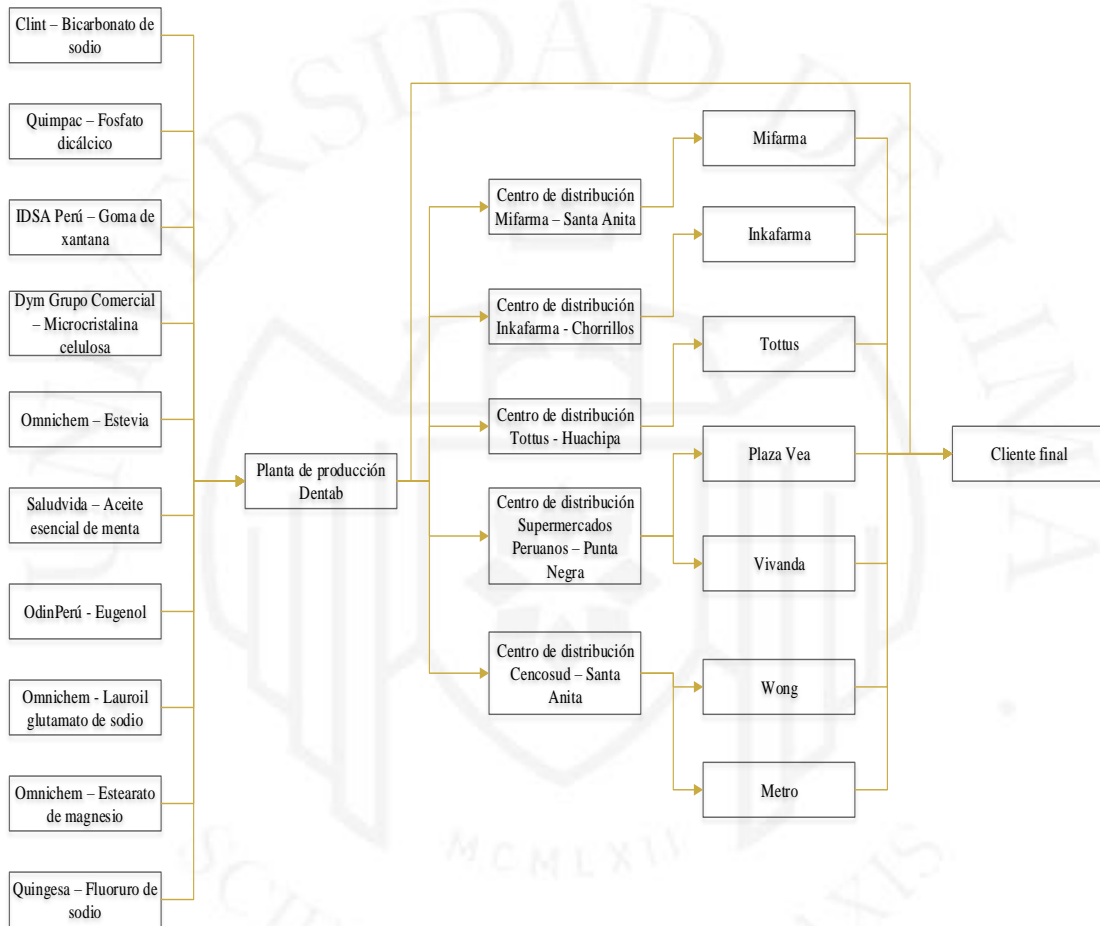 Clint – Bicarbonato de
sodio
Quimpac – Fosfato
dicálcico
IDSA Perú – Goma de
xantana
Dym Grupo Comercial
– Microcristalina
celulosa
Omnichem – Estevia
Saludvida – Aceite
esencial de menta
OdinPerú - Eugenol
Omnichem - Lauroil
glutamato de sodio
Omnichem – Estearato
de magnesio
Quingesa – Fluoruro de
sodio
Planta de producción
Dentab
Centro de distribución
Mifarma – Santa Anita
Centro de distribución
Inkafarma - Chorrillos
Centro de distribución
Tottus - Huachipa
Centro de distribución
Supermercados
Peruanos – Punta
Negra
Centro de distribución
Cencosud – Santa
Anita
Mifarma
Inkafarma
Tottus
Plaza Vea
Vivanda
Wong
Metro
Cliente final
UNIVERSIDAD DE LIMA
MCMLXII